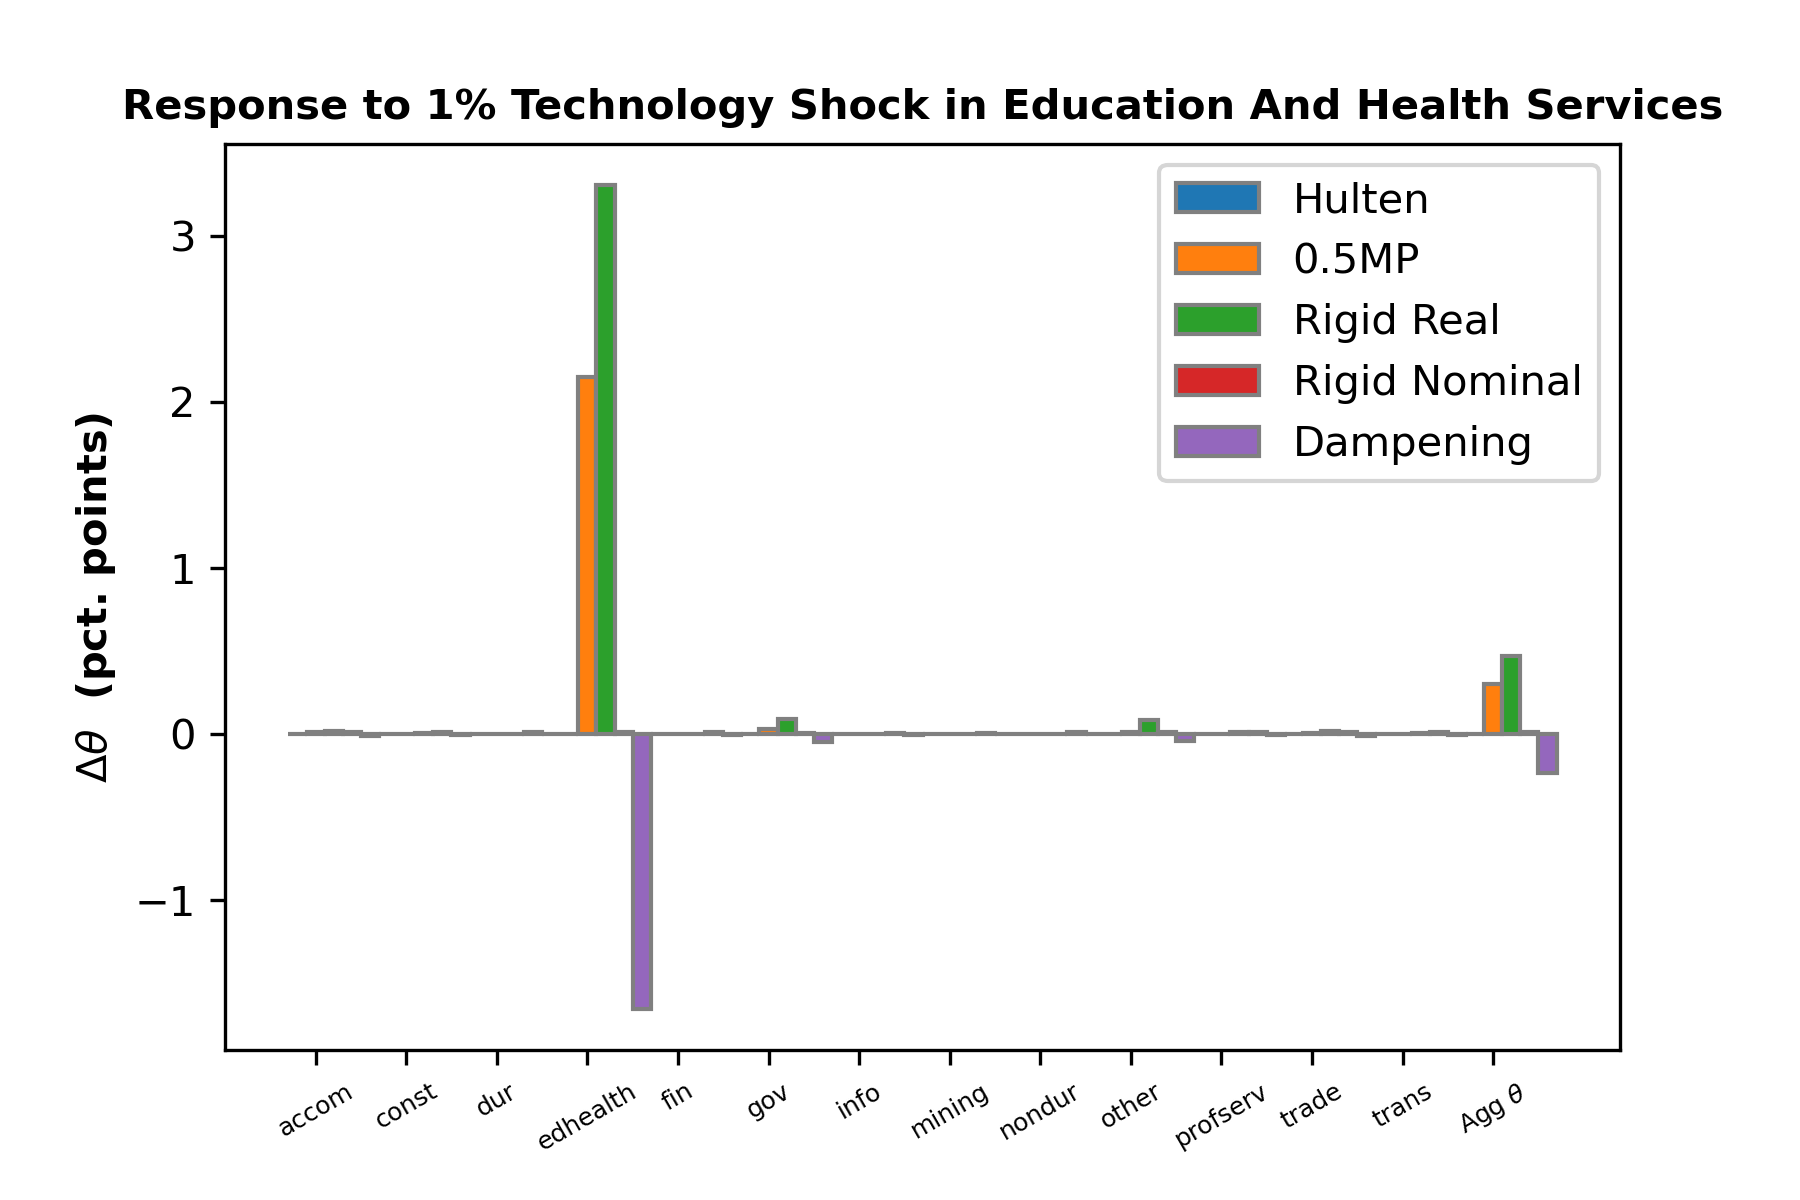 Response to 1% Technology Shock in Education And Health Services
Hulten
0.5MP
Rigid Real
Rigid Nominal
Dampening
Δθ (pct. points)
3
2
1
0
−1
accom
const
dur
edhealth
fin
gov
info
mining
nondur
other
profserv
trade
trans
Agg θ